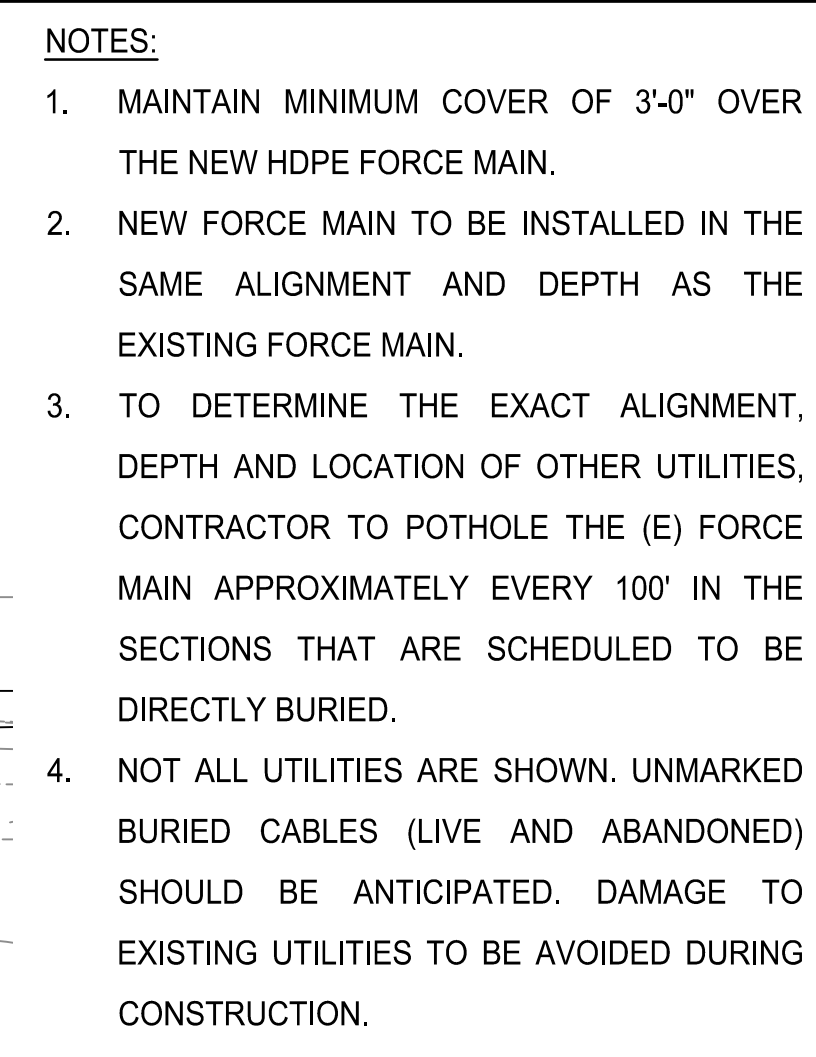 NOTES:
1. MAINTAIN MINIMUM COVER OF 3'-0" OVER
THE NEW HDPE FORCE MAIN.
2. NEW FORCE MAIN TO BE INSTALLED IN THE
SAME ALIGNMENT AND DEPTH AS THE
EXISTING FORCE MAIN.
3. TO DETERMINE THE EXACT ALIGNMENT,
DEPTH AND LOCATION OF OTHER UTILITIES,
CONTRACTOR TO POTHOLE THE (E) FORCE
MAIN APPROXIMATELY EVERY 100' IN THE
SECTIONS THAT ARE SCHEDULED TO BE
DIRECTLY BURIED.
4. NOT ALL UTILITIES ARE SHOWN. UNMARKED
BURIED CABLES (LIVE AND ABANDONED)
SHOULD BE ANTICIPATED. DAMAGE TO
EXISTING UTILITIES TO BE AVOIDED DURING
CONSTRUCTION.